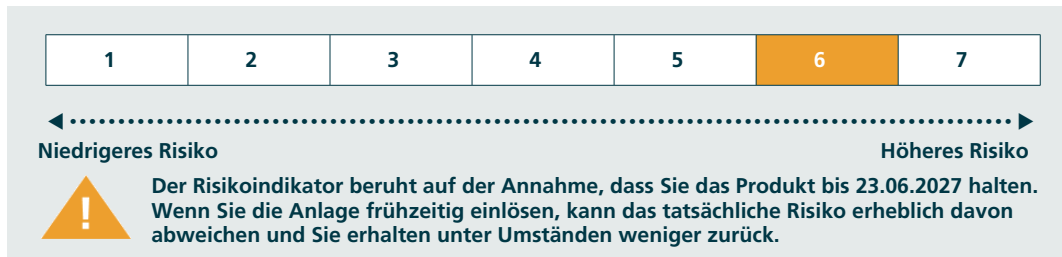 1 2 3 4 5 6 7
Niedrigeres Risiko Höheres Risiko
Der Risikoindikator beruht auf der Annahme, dass Sie das Produkt bis 23.06.2027 halten.
Wenn Sie die Anlage frühzeitig einlösen, kann das tatsächliche Risiko erheblich davon
abweichen und Sie erhalten unter Umständen weniger zurück.